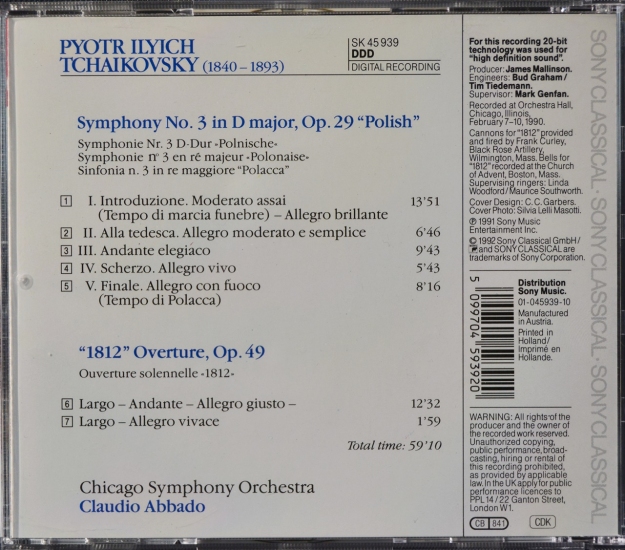 PYOTR ILYICH
TCHAIKOVSKY (1840–1893)
SK 45 939
DDD
DIGITAL RECORDING
Symphony No. 3 in D major, Op. 29 “Polish”
Symphonie Nr. 3 D-Dur »Polnische«
Symphonie nº 3 en ré majeur «Polonaise»
Sinfonia n. 3 in re maggiore “Polacca”
1 I. Introduzione. Moderato assai 13'51
(Tempo di marcia funebre) – Allegro brillante
2 II. Alla tedesca. Allegro moderato e semplice 6'46
3 III. Andante elegiaco 9'43
4 IV. Scherzo. Allegro vivo 5'43
5 V. Finale. Allegro con fuoco 8'16
(Tempo di Polacca)
“1812” Overture, Op. 49
Ouverture solennelle »1812«
6 Largo – Andante – Allegro giusto – 12'32
7 Largo – Allegro vivace 1'59
Total time: 59'10
Chicago Symphony Orchestra
Claudio Abbado
For this recording 20-bit
technology was used for
“high definition sound”.
Producer: James Mallinson.
Engineers: Bud Graham/
Tim Tiedemann.
Supervisor: Mark Genfan.
Recorded at Orchestra Hall,
Chicago, Illinois,
February 7–10, 1990.
Cannons for “1812” provided
and fired by Frank Curley,
Black Rose Artillery,
Wilmington, Mass. Bells for
“1812” recorded at the Church
of Advent, Boston, Mass.
Supervising ringers: Linda
Woodford/Maurice Southworth.
Cover Design: C. C. Garbers.
Cover Photo: Silvia Lelli Masotti.
℗ 1991 Sony Music
Entertainment Inc.
© 1992 Sony Classical GmbH/
and SONY CLASSICAL are
trademarks of Sony Corporation.
5 099704 593920
Distribution
Sony Music.
01-045939-10
Manufactured
in Austria.
Printed in
Holland/
Imprimé en
Hollande.
WARNING: All rights of the
producer and the owner of
the recorded work reserved.
Unauthorized copying,
public performance, broad-
casting, hiring or rental of
this recording prohibited,
as provided by applicable
law. In the UK apply for public
performance licences to
PPL 14/22 Ganton Street,
London W1.
CB 841
CDK
SONY CLASSICAL · SONY CLASSICAL · SONY CLASSICAL